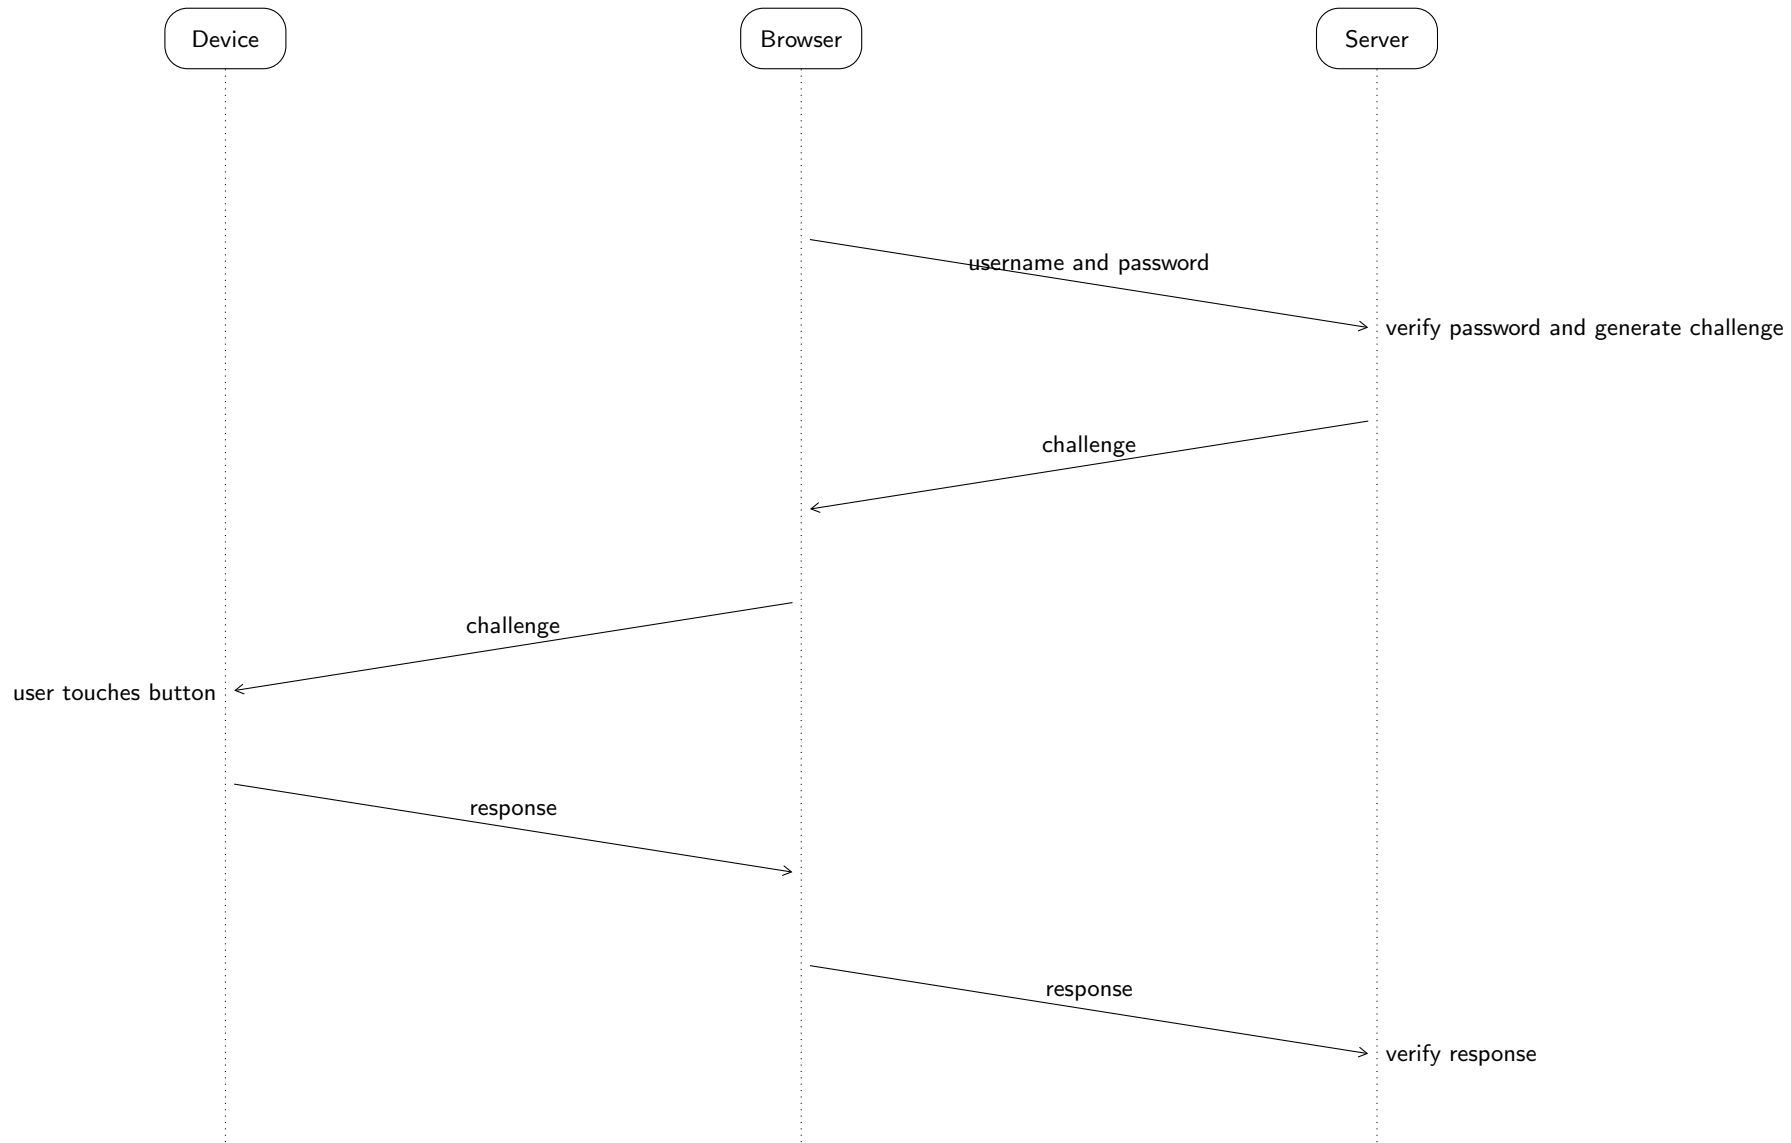 Device
Browser
Server
username and password
verify password and generate challenge
challenge
challenge
user touches button
response
response
verify response